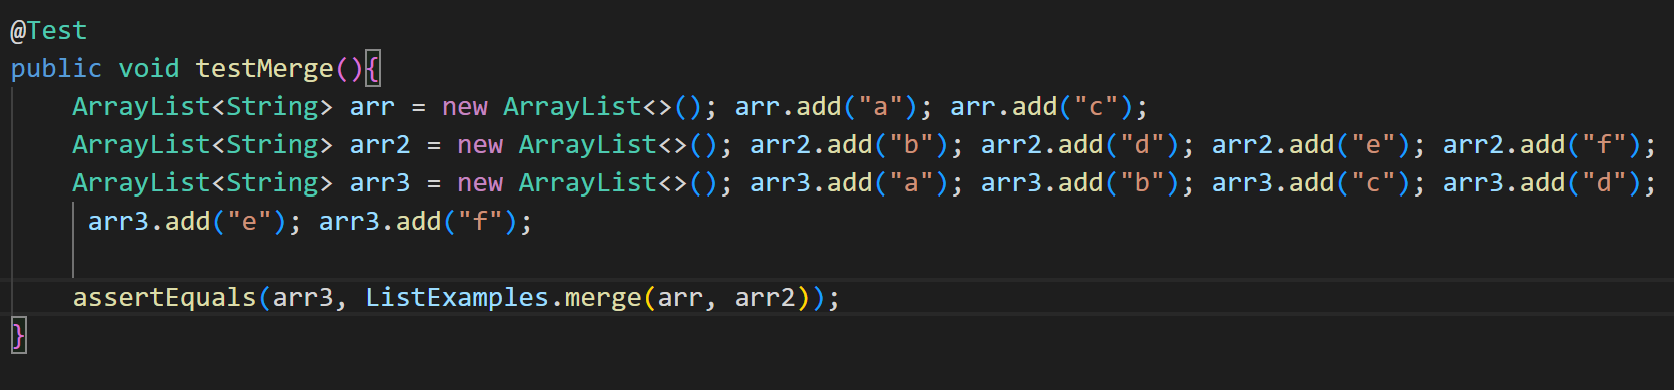 @Test
public void testMerge(){
    ArrayList<String> arr = new ArrayList<>(); arr.add("a"); arr.add("c");
    ArrayList<String> arr2 = new ArrayList<>(); arr2.add("b"); arr2.add("d"); arr2.add("e"); arr2.add("f");
    ArrayList<String> arr3 = new ArrayList<>(); arr3.add("a"); arr3.add("b"); arr3.add("c"); arr3.add("d");
     arr3.add("e"); arr3.add("f");
    assertEquals(arr3, ListExamples.merge(arr, arr2));
}